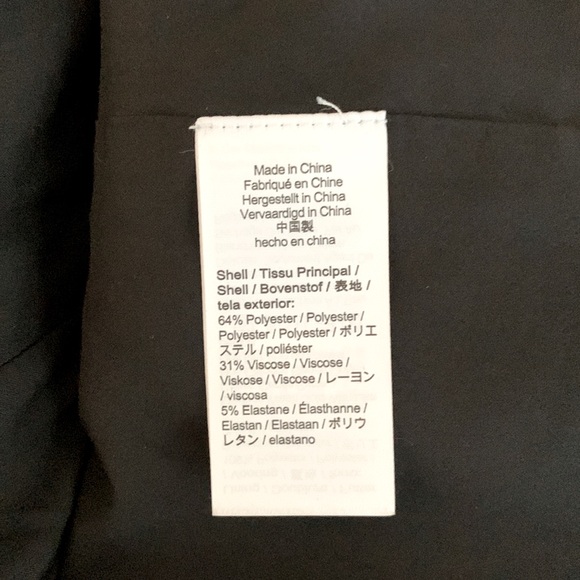 Made in China
Fabriqué en Chine
Hergestellt in China
Vervaardigd in China
中国製
hecho en china
Shell / Tissu Principal /
Shell / Bovenstof / 表地 /
tela exterior:
64% Polyester / Polyester /
Polyester / Polyester / ポリエ
ステル / poliéster
31% Viscose / Viscose /
Viskose / Viscose / レーヨン
/ viscosa
5% Elastane / Élasthanne /
Elastan / Elastaan / ポリウ
レタン / elastano